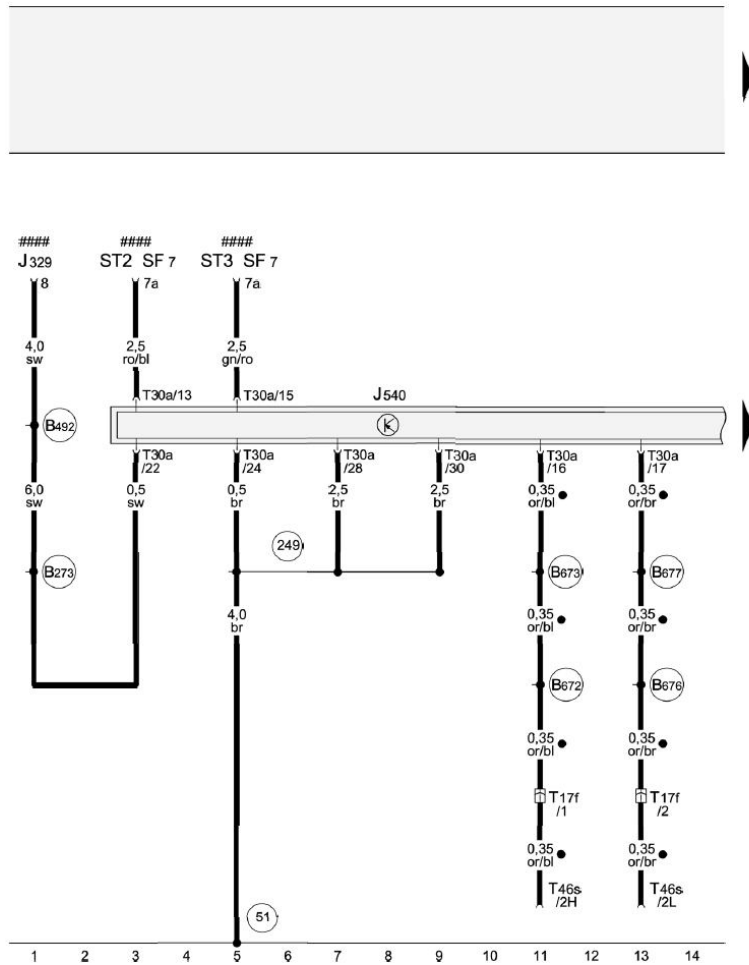 #### #### ####
J329 ST2 SF 7 ST3 SF 7
8 7a 7a
4,0 2,5 2,5
sw ro/bl gn/ro
T30a/13 T30a/15 J540
B492
T30a T30a T30a T30a T30a T30a
/22 /24 /28 /30 /16 /17
6,0 0,5 0,5 2,5 2,5 0,35 0,35
sw sw br br br or/bl or/br
249
B273 B673 B677
4,0 0,35 0,35
br or/bl or/br
B672 B676
0,35 0,35
or/bl or/br
T17f T17f
/1 /2
0,35 0,35
or/bl or/br
T46s T46s
/2H /2L
51
1 2 3 4 5 6 7 8 9 10 11 12 13 14